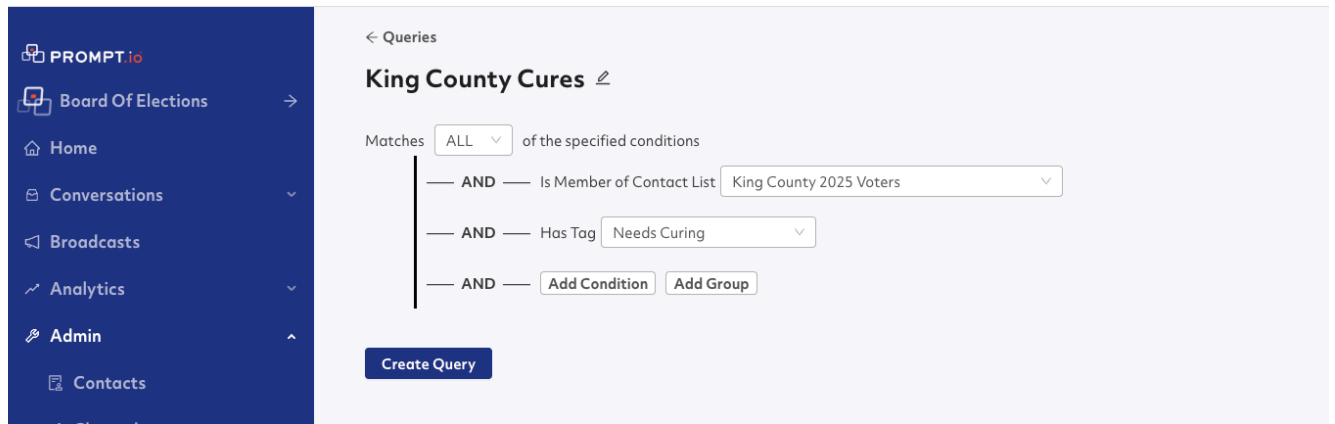 PROMPT.io
Board Of Elections
Home
Conversations
Broadcasts
Analytics
Admin
Contacts
← Queries
King County Cures
Matches ALL of the specified conditions
AND Is Member of Contact List King County 2025 Voters
AND Has Tag Needs Curing
AND Add Condition Add Group
Create Query